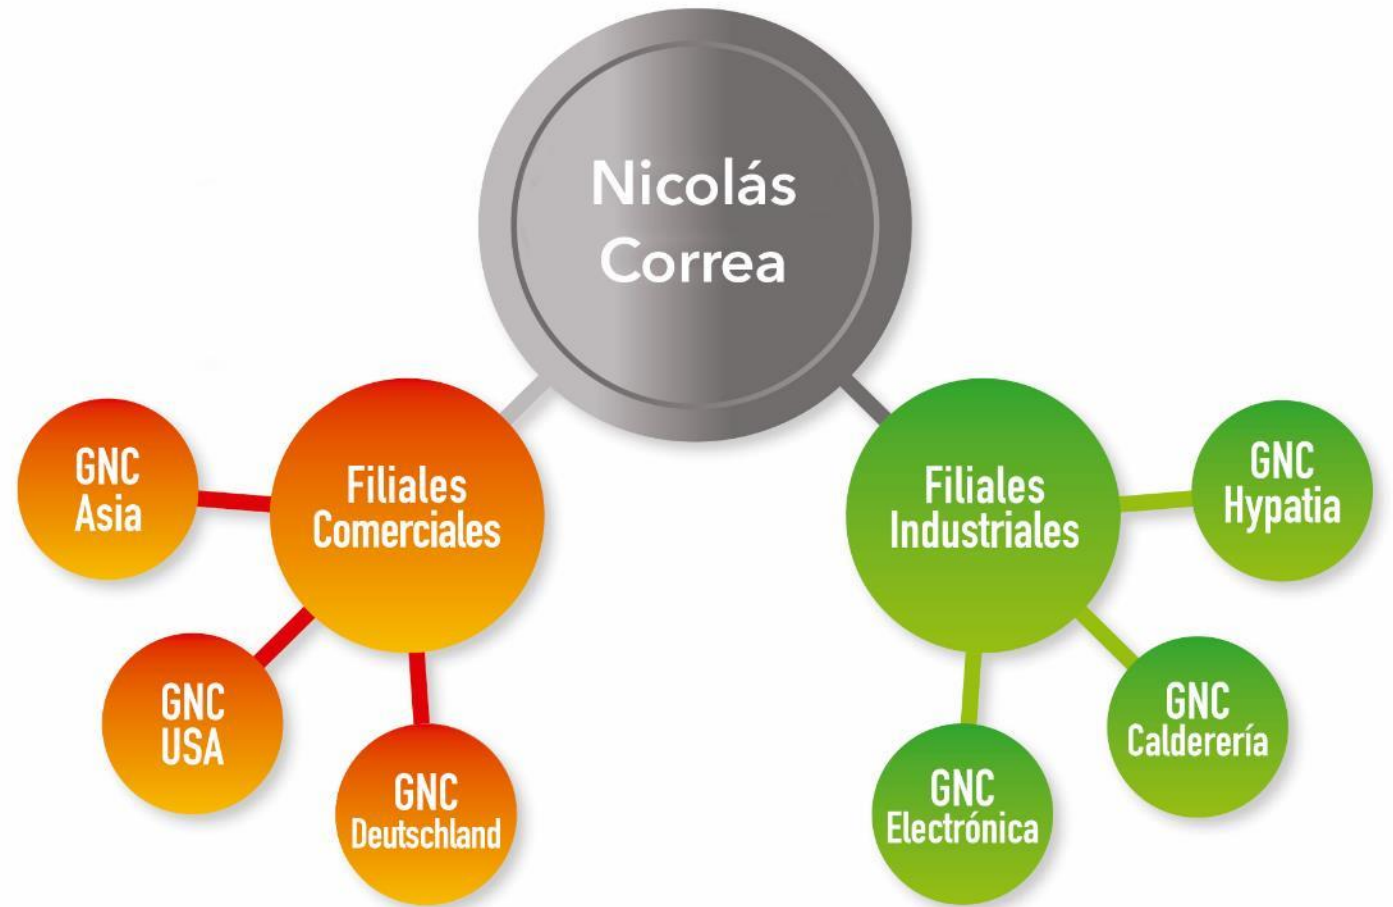 Nicolás
Correa
Filiales
Comerciales
GNC
Asia
GNC
USA
GNC
Deutschland
Filiales
Industriales
GNC
Hypatia
GNC
Calderería
GNC
Electrónica